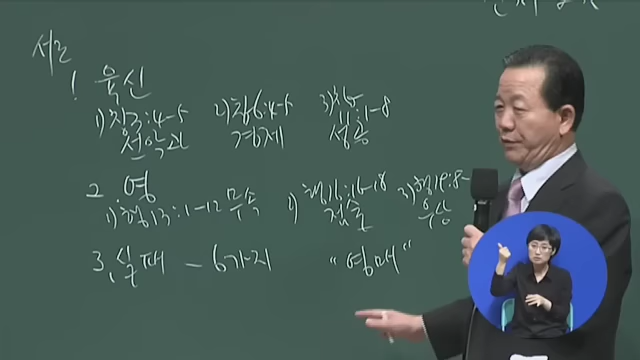 서론
1. 육신
1) 창3:4-5 2) 창6:4-5 3) 창11:1-8
선악과 경제 성공
2. 영
1) 행13:1-12 무속 2) 행16:16-18 3) 행19:8-
점술 우상
3. 실패 - 6가지 "영매"